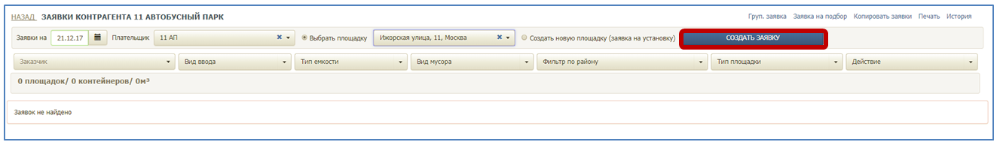 НАЗАД ЗАЯВКИ КОНТРАГЕНТА 11 АВТОБУСНЫЙ ПАРК Груп. заявка Заявка на подбор Копировать заявки Печать История
Заявки на 21.12.17 Плательщик 11 АП Выбрать площадку Ижорская улица, 11, Москва Создать новую площадку (заявка на установку) СОЗДАТЬ ЗАЯВКУ
Заказчик Вид ввода Тип емкости Вид мусора Фильтр по району Тип площадки Действие
0 площадок/ 0 контейнеров/ 0м³
Заявок не найдено